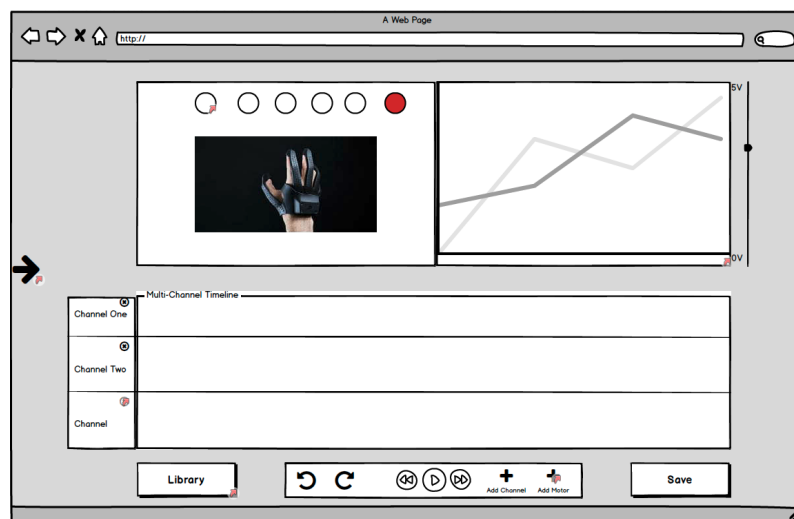 A Web Page
http://
5V
0V
Multi-Channel Timeline
Channel One
Channel Two
Channel
Library
Add Channel
Add Motor
Save